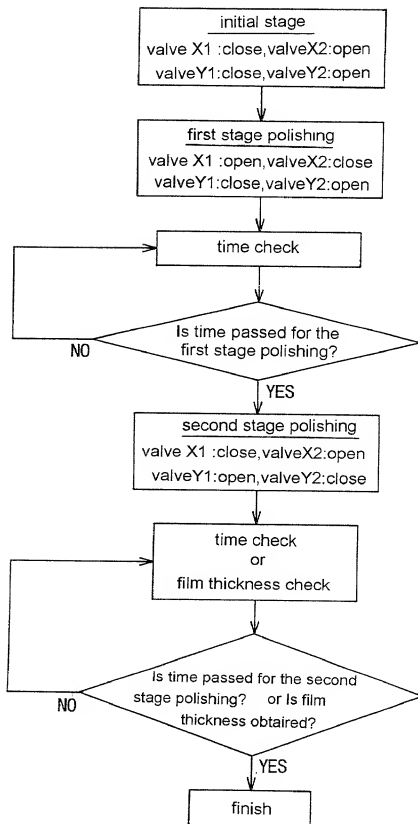 initial stage
valve X1 :close,valveX2:open
valveY1:close,valveY2:open
first stage polishing
valve X1 :open,valveX2:close
valveY1:close,valveY2:open
time check
Is time passed for the
first stage polishing?
NO
YES
second stage polishing
valve X1 :close,valveX2:open
valveY1:open,valveY2:close
time check
or
film thickness check
Is time passed for the second
stage polishing? or Is film
thickness obtained?
NO
YES
finish